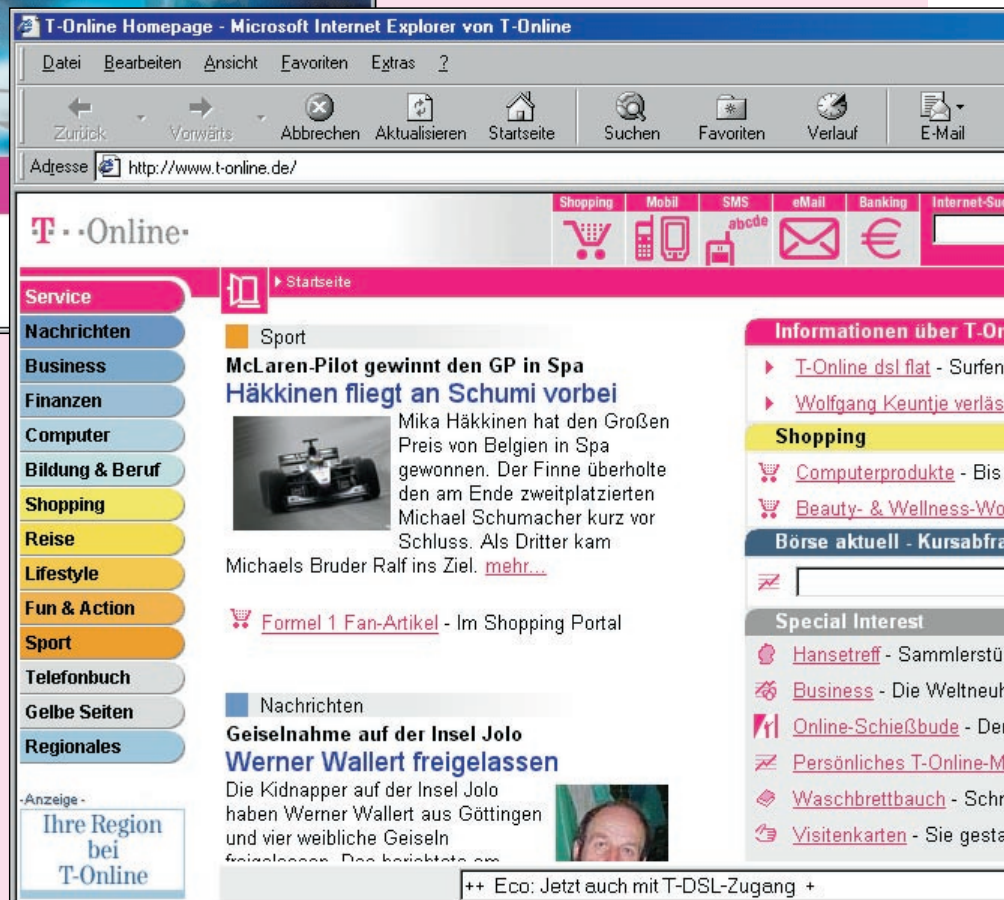 T-Online Homepage - Microsoft Internet Explorer von T-Online
Datei Bearbeiten Ansicht Favoriten Extras ?
Zurück Vorwärts Abbrechen Aktualisieren Startseite Suchen Favoriten Verlauf E-Mail
Adresse http://www.t-online.de/
T··Online·
Shopping Mobil SMS eMail Banking
abcde
Startseite
Service
Nachrichten
Business
Finanzen
Computer
Bildung & Beruf
Shopping
Reise
Lifestyle
Fun & Action
Sport
Telefonbuch
Gelbe Seiten
Regionales
-Anzeige-
Ihre Region
bei
T-Online
Sport
McLaren-Pilot gewinnt den GP in Spa
Häkkinen fliegt an Schumi vorbei
Mika Häkkinen hat den Großen
Preis von Belgien in Spa
gewonnen. Der Finne überholte
den am Ende zweitplatzierten
Michael Schumacher kurz vor
Schluss. Als Dritter kam
Michaels Bruder Ralf ins Ziel. mehr...
Formel 1 Fan-Artikel - Im Shopping Portal
Nachrichten
Geiselnahme auf der Insel Jolo
Werner Wallert freigelassen
Die Kidnapper auf der Insel Jolo
haben Werner Wallert aus Göttingen
und vier weibliche Geiseln
Informationen über
T-Online dsl flat - Surfen
Wolfgang Keuntje
Shopping
Computerprodukte - Bis
Beauty- & Wellness-
Börse aktuell -
Special Interest
Hansetreff -
Business - Die
Online-Schießbude -
Persönliches
Waschbrettbauch -
Visitenkarten - Sie
++ Eco: Jetzt auch mit T-DSL-Zugang +